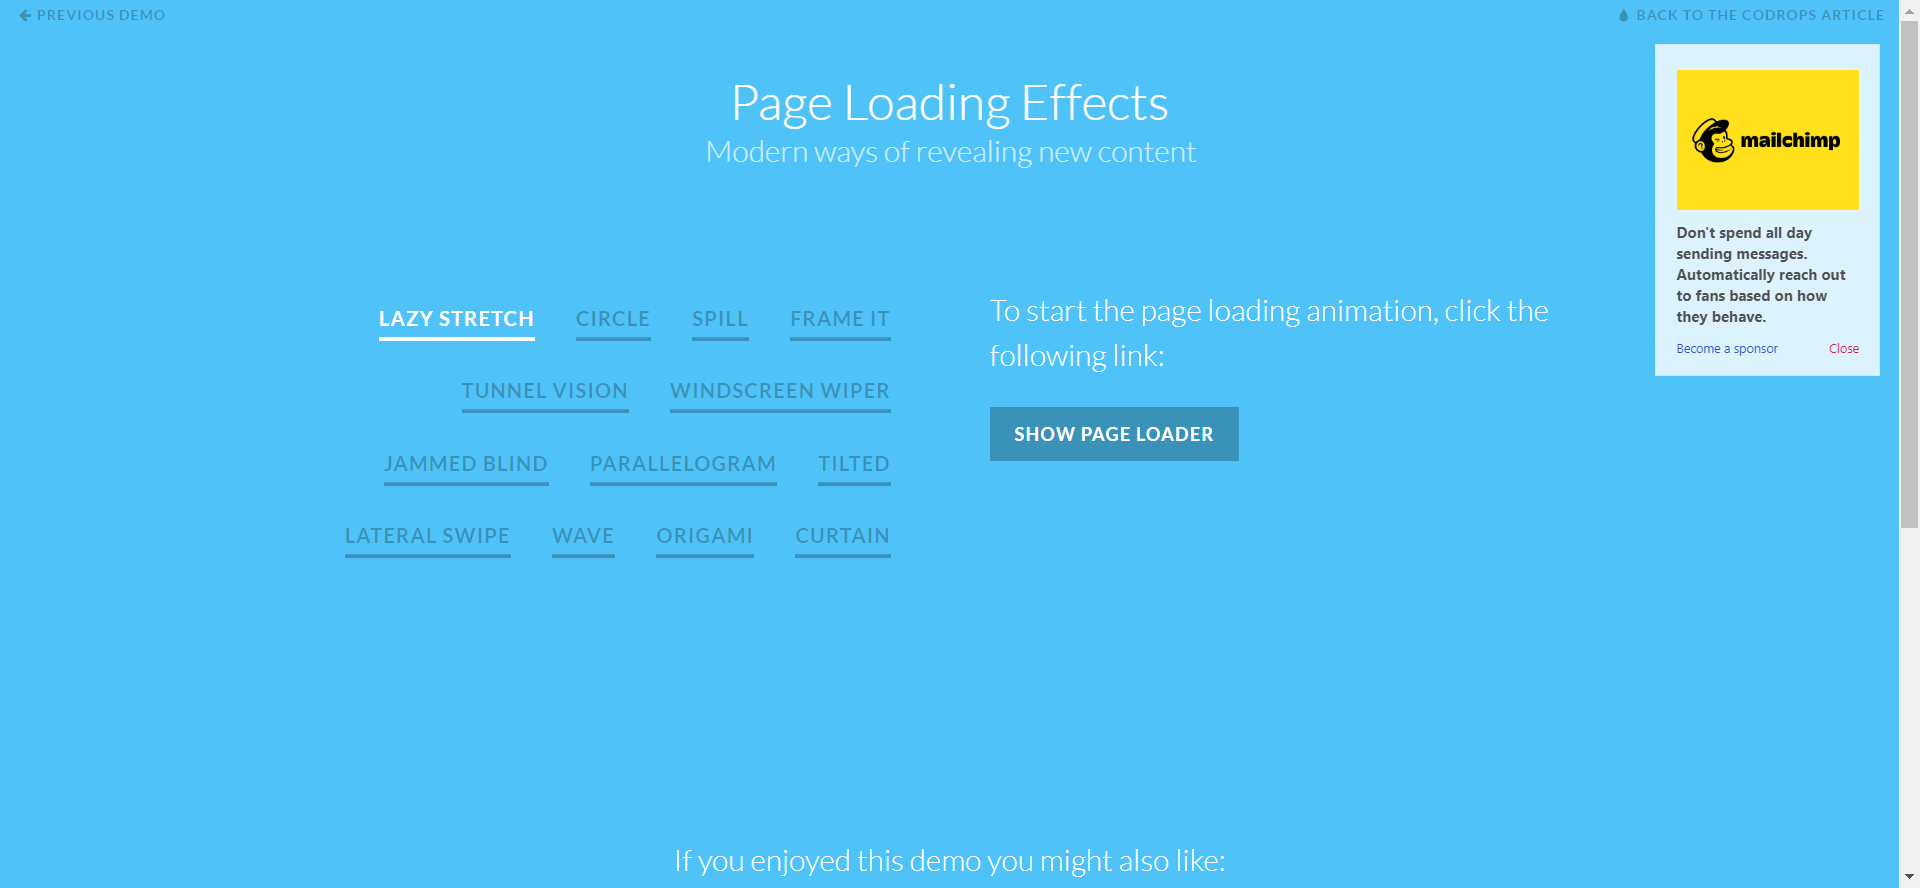 PREVIOUS DEMO
BACK TO THE CODROPS ARTICLE
Page Loading Effects
Modern ways of revealing new content
LAZY STRETCH CIRCLE SPILL FRAME IT
TUNNEL VISION WINDSCREEN WIPER
JAMMED BLIND PARALLELOGRAM TILTED
LATERAL SWIPE WAVE ORIGAMI CURTAIN
To start the page loading animation, click the
following link:
SHOW PAGE LOADER
mailchimp
Don't spend all day
sending messages.
Automatically reach out
to fans based on how
they behave.
Become a sponsor
Close
If you enjoyed this demo you might also like: